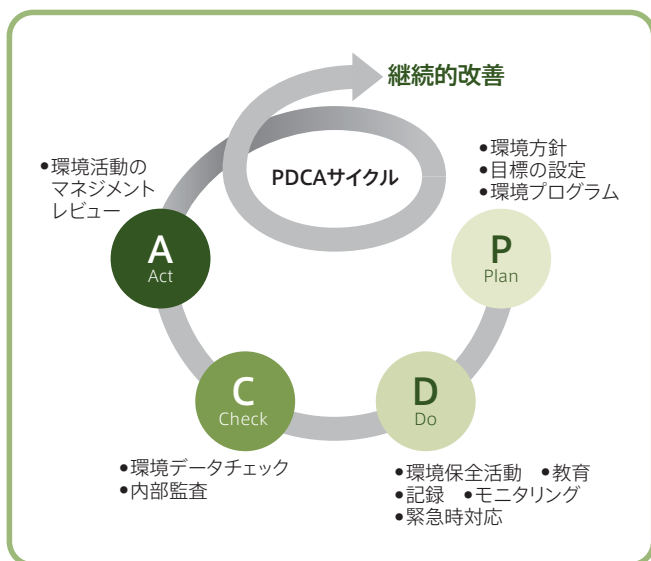 継続的改善
PDCAサイクル
•環境方針
•目標の設定
•環境プログラム
P
Plan
D
Do
•環境保全活動 •教育
•記録 •モニタリング
•緊急時対応
C
Check
•環境データチェック
•内部監査
A
Act
•環境活動の
マネジメント
レビュー